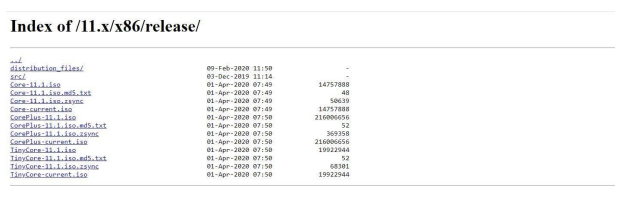 Index of /11.x/x86/release/
../
distribution_files/ 09-Feb-2020 11:50 -
src/ 03-Dec-2019 11:14 -
Core-11.1.iso 01-Apr-2020 07:49 14757888
Core-11.1.iso.md5.txt 01-Apr-2020 07:49 48
Core-11.1.iso.zsync 01-Apr-2020 07:49 50639
Core-current.iso 01-Apr-2020 07:49 14757888
CorePlus-11.1.iso 01-Apr-2020 07:50 216006656
CorePlus-11.1.iso.md5.txt 01-Apr-2020 07:50 52
CorePlus-11.1.iso.zsync 01-Apr-2020 07:50 369358
CorePlus-current.iso 01-Apr-2020 07:50 216006656
TinyCore-11.1.iso 01-Apr-2020 07:50 19922944
TinyCore-11.1.iso.md5.txt 01-Apr-2020 07:50 52
TinyCore-11.1.iso.zsync 01-Apr-2020 07:50 68301
TinyCore-current.iso 01-Apr-2020 07:50 19922944